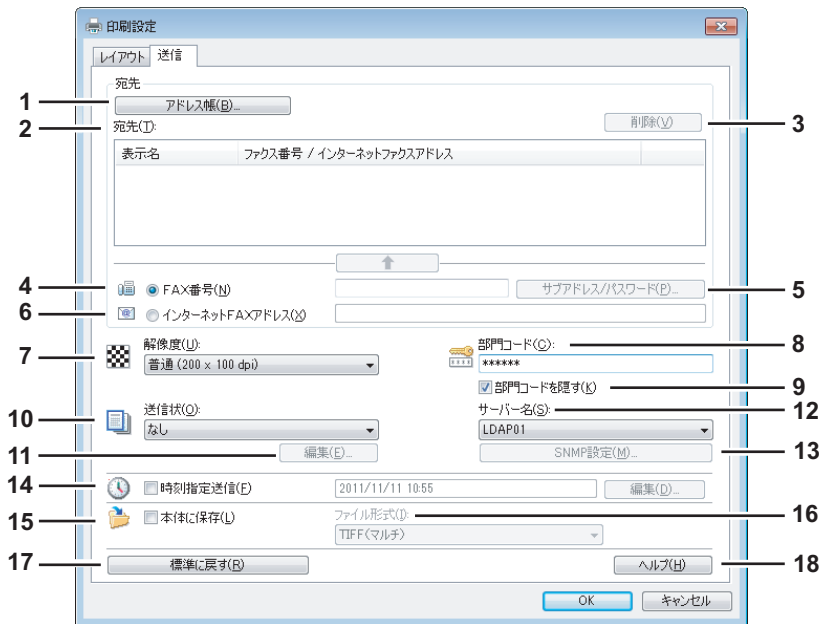 印刷設定
レイアウト 送信
宛先
1 アドレス帳(B)...
2 宛先(T): 削除(V) 3
表示名 ファクス番号 / インターネットファクスアドレス
4 FAX番号(N) サブアドレス/パスワード(P)... 5
6 インターネットFAXアドレス(X)
7 解像度(U): 部門コード(C): 8
普通 (200 x 100 dpi) ******
部門コードを隠す(K) 9
10 送信状(O): サーバー名(S): 12
なし LDAP01
11 編集(E)... SNMP設定(M)... 13
14 時刻指定送信(F) 2011/11/11 10:55 編集(D)...
15 本体に保存(L) ファイル形式(I): 16
TIFF(マルチ)
17 標準に戻す(R) ヘルプ(H) 18
OK キャンセル